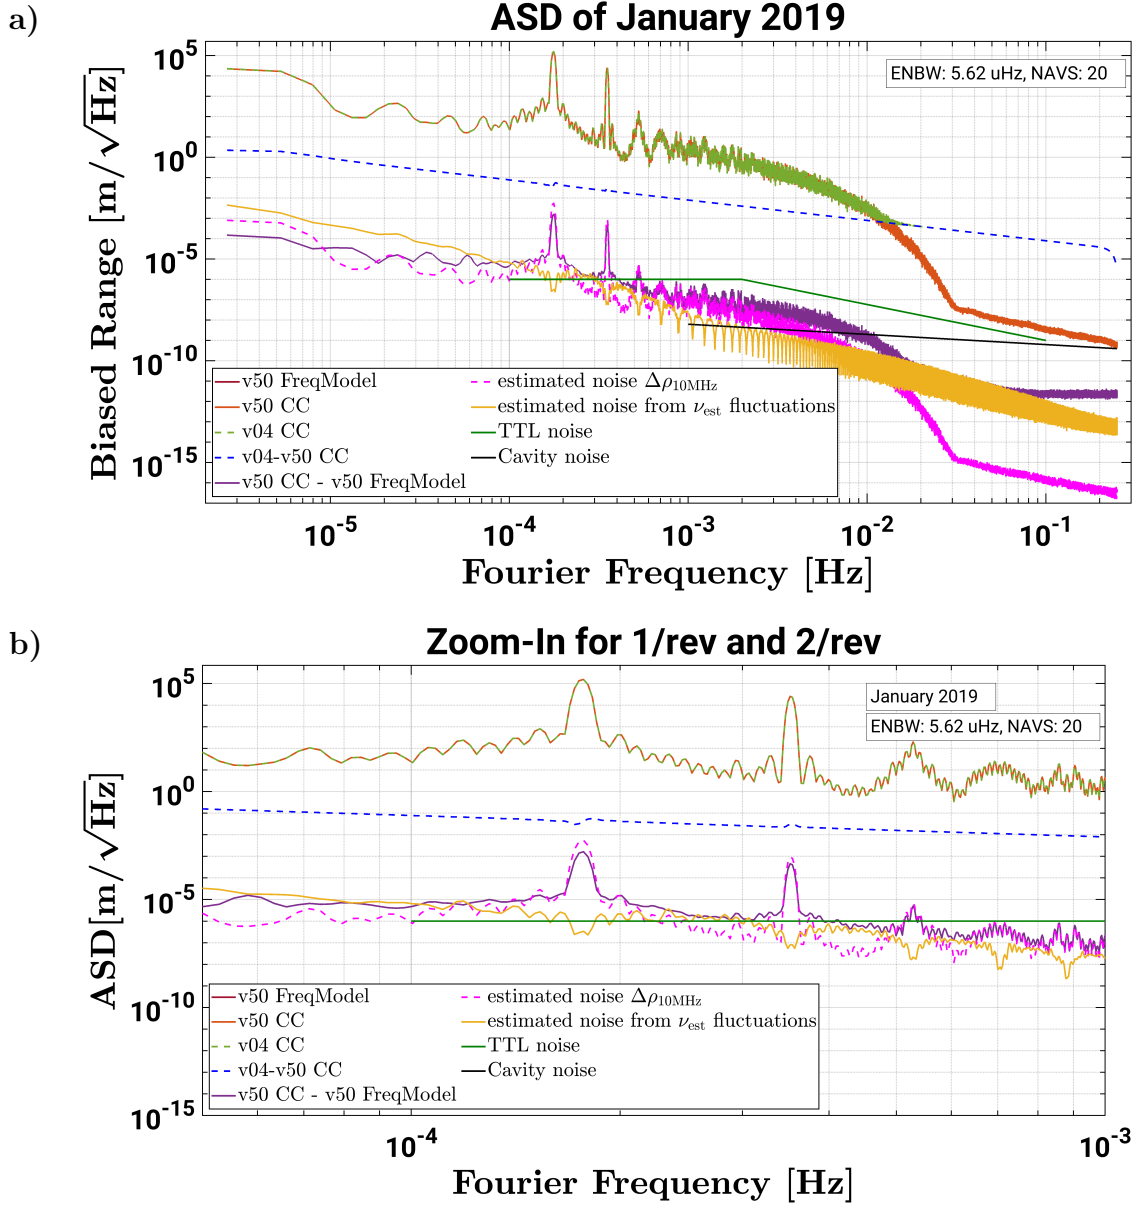 a)
ASD of January 2019
Biased Range [m/√Hz]
10^5
10^0
10^-5
10^-10
10^-15
ENBW: 5.62 uHz, NAVS: 20
v50 FreqModel
v50 CC
v04 CC
v04-v50 CC
v50 CC - v50 FreqModel
estimated noise Δρ_10MHz
estimated noise from ν_est fluctuations
TTL noise
Cavity noise
10^-5
10^-4
10^-3
10^-2
10^-1
Fourier Frequency [Hz]
b)
Zoom-In for 1/rev and 2/rev
ASD[m/√Hz]
10^5
10^0
10^-5
10^-10
10^-15
January 2019
ENBW: 5.62 uHz, NAVS: 20
v50 FreqModel
v50 CC
v04 CC
v04-v50 CC
v50 CC - v50 FreqModel
estimated noise Δρ_10MHz
estimated noise from ν_est fluctuations
TTL noise
Cavity noise
10^-4
10^-3
Fourier Frequency [Hz]